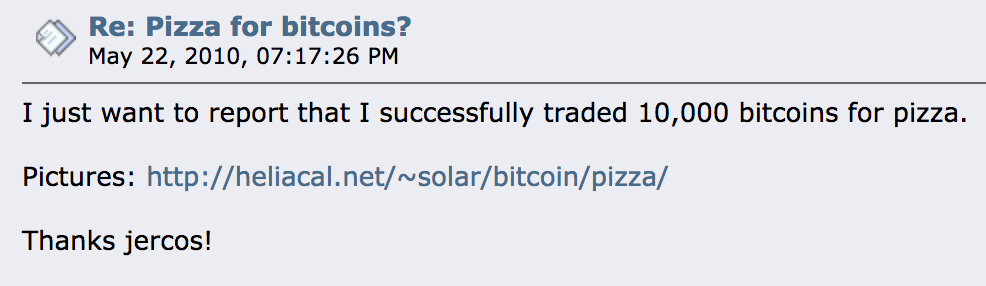 Re: Pizza for bitcoins?
May 22, 2010, 07:17:26 PM
I just want to report that I successfully traded 10,000 bitcoins for pizza.
Pictures: http://heliacal.net/~solar/bitcoin/pizza/
Thanks jercos!